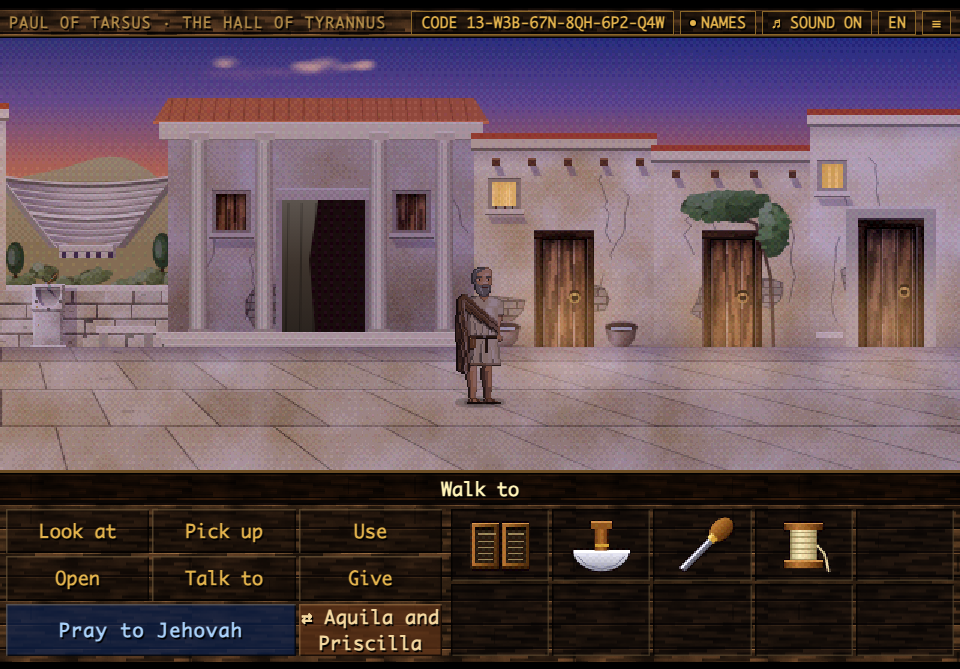 PAUL OF TARSUS · THE HALL OF TYRANNUS
CODE 13-W3B-67N-8QH-6P2-Q4W
• NAMES
♬ SOUND ON
EN
≡
Walk to
Look at
Pick up
Use
Open
Talk to
Give
Pray to Jehovah
⇄ Aquila and
Priscilla